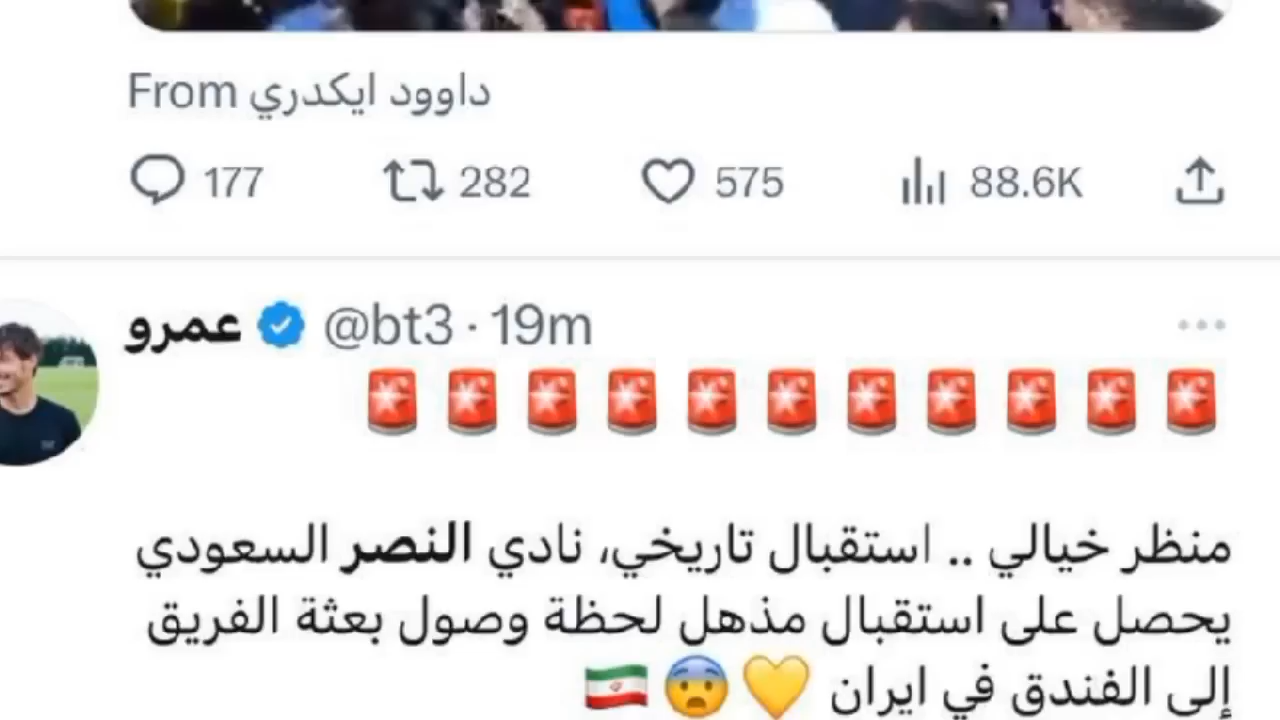 From داوود ايكدري
177 282 575 88.6K
عمرو @bt3 · 19m
🚨🚨🚨🚨🚨🚨🚨🚨🚨🚨🚨
منظر خيالي .. استقبال تاريخي، نادي النصر السعودي
يحصل على استقبال مذهل لحظة وصول بعثة الفريق
إلى الفندق في ايران 💛😨🇮🇷